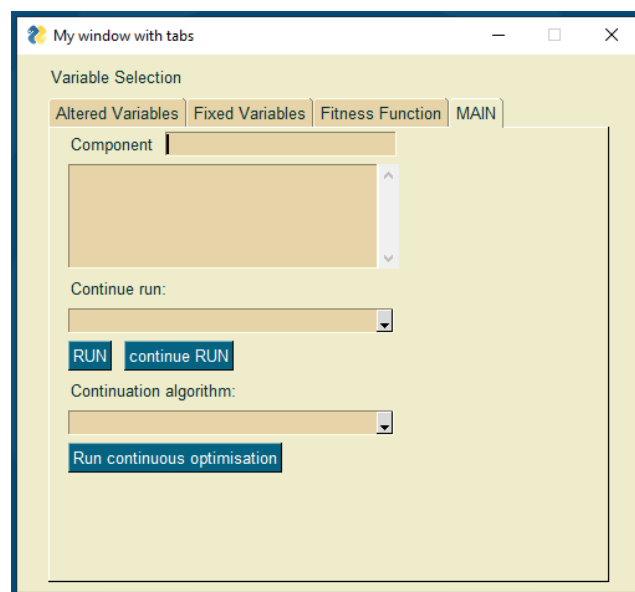 My window with tabs
Variable Selection
Altered Variables Fixed Variables Fitness Function MAIN
Component
Continue run:
RUN continue RUN
Continuation algorithm:
Run continuous optimisation